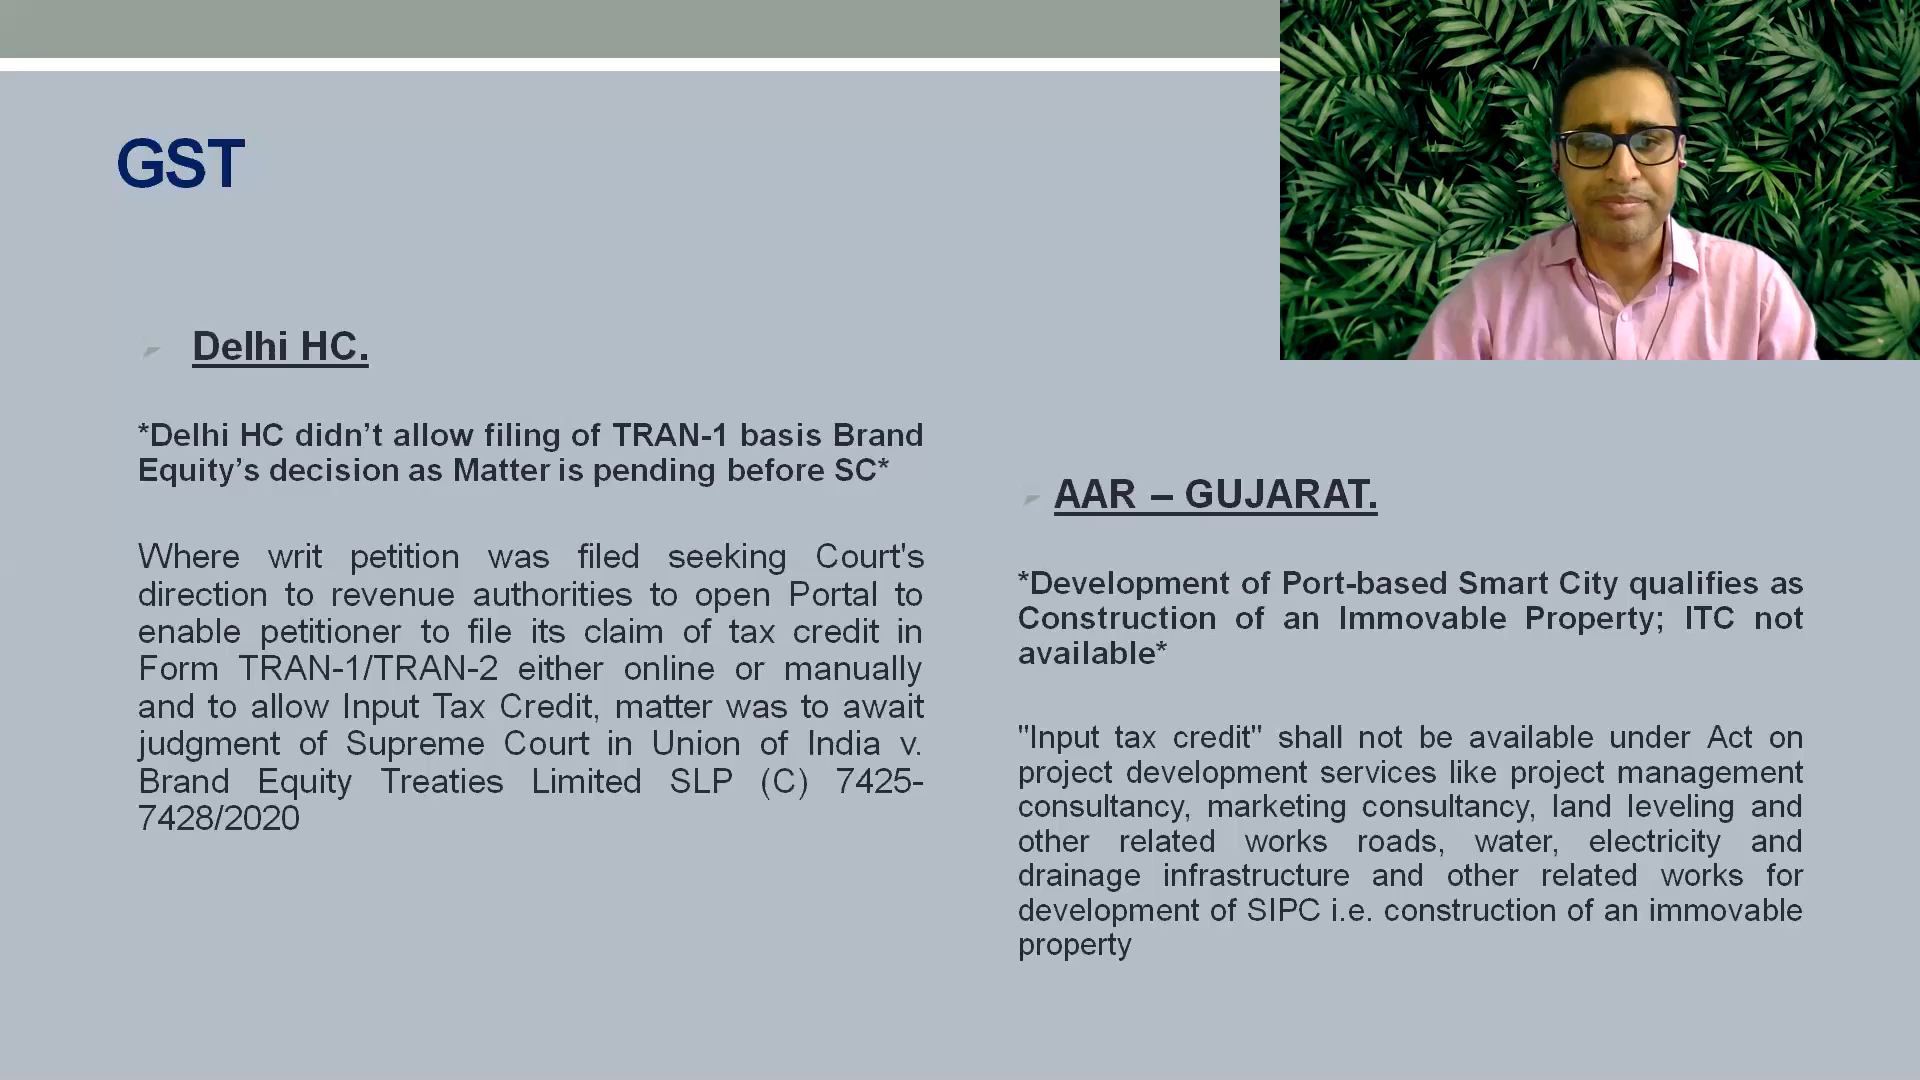 GST
Delhi HC.
*Delhi HC didn’t allow filing of TRAN-1 basis Brand
Equity’s decision as Matter is pending before SC*
Where writ petition was filed seeking Court's
direction to revenue authorities to open Portal to
enable petitioner to file its claim of tax credit in
Form TRAN-1/TRAN-2 either online or manually
and to allow Input Tax Credit, matter was to await
judgment of Supreme Court in Union of India v.
Brand Equity Treaties Limited SLP (C) 7425-
7428/2020
AAR – GUJARAT.
*Development of Port-based Smart City qualifies as
Construction of an Immovable Property; ITC not
available*
"Input tax credit" shall not be available under Act on
project development services like project management
consultancy, marketing consultancy, land leveling and
other related works roads, water, electricity and
drainage infrastructure and other related works for
development of SIPC i.e. construction of an immovable
property